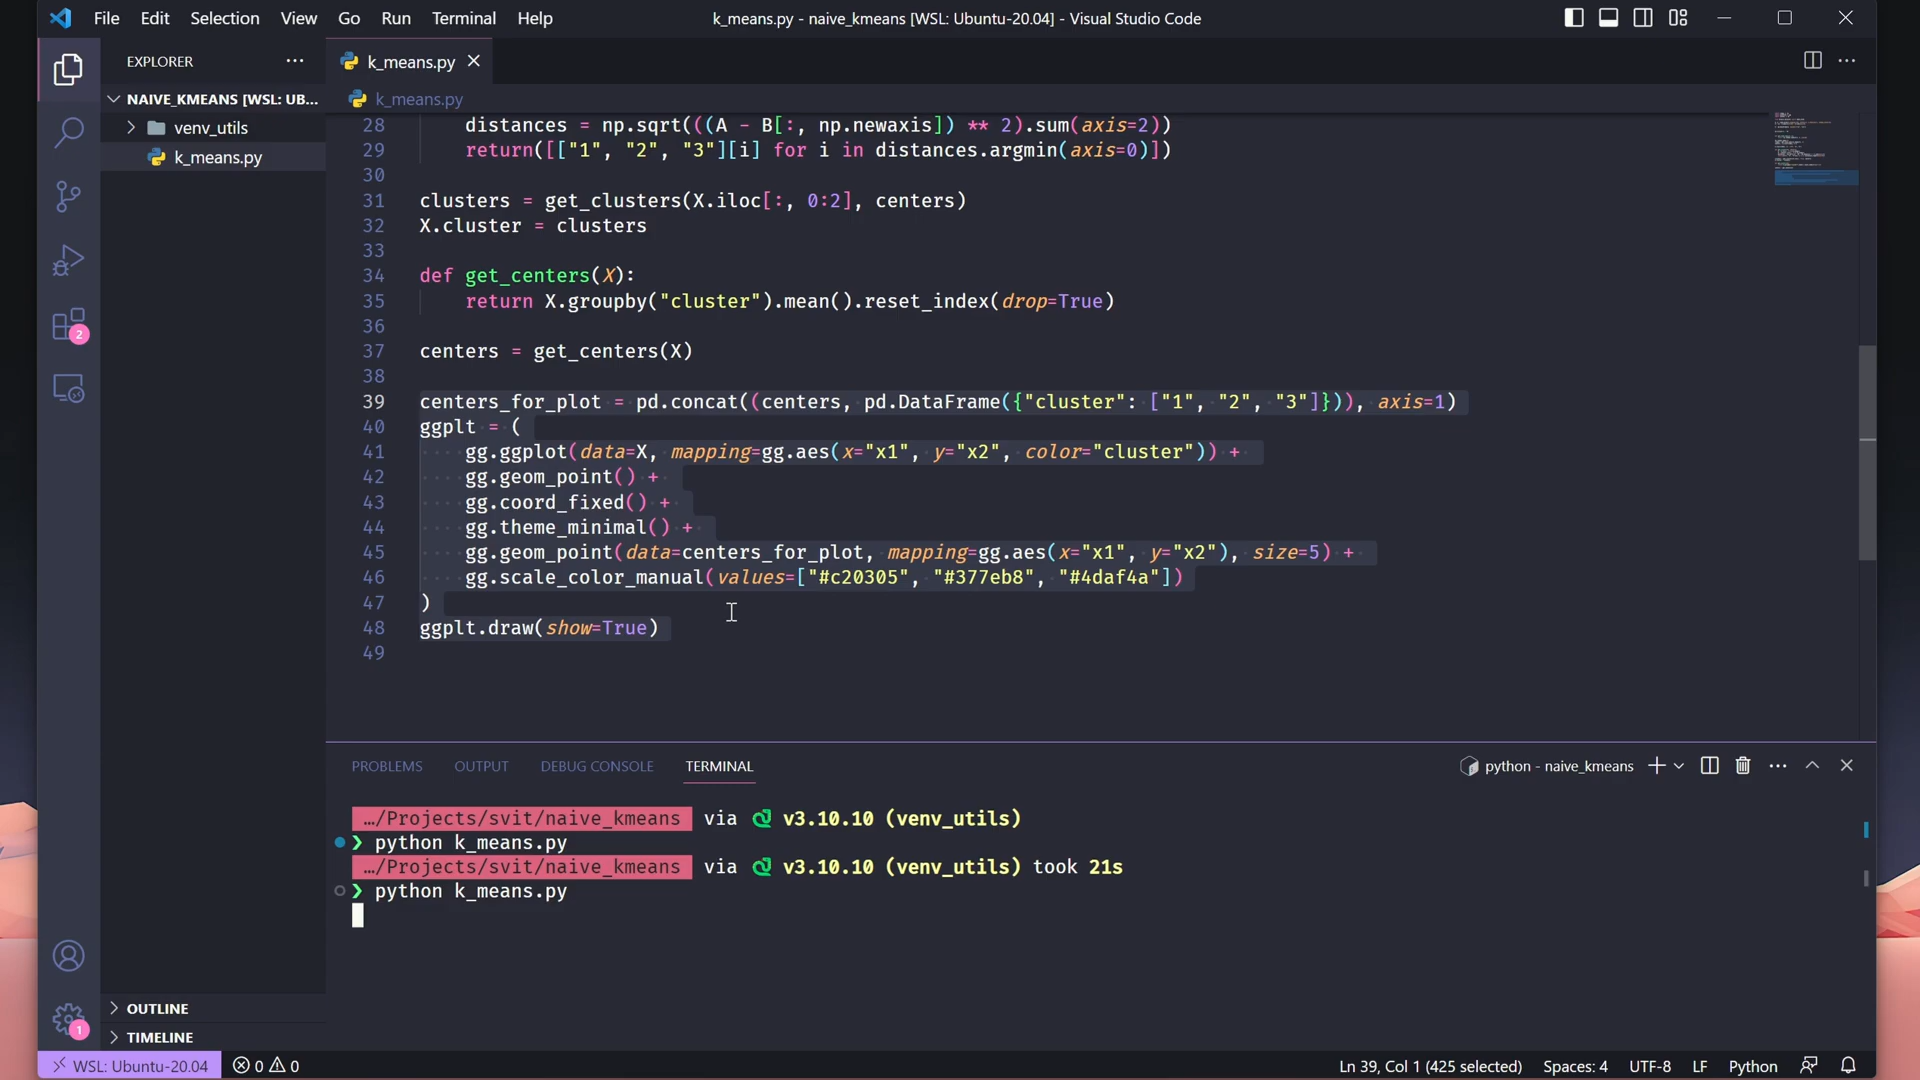 File Edit Selection View Go Run Terminal Help
k_means.py - naive_kmeans [WSL: Ubuntu-20.04] - Visual Studio Code
EXPLORER
NAIVE_KMEANS [WSL: UB...
venv_utils
k_means.py
k_means.py
k_means.py
28 distances = np.sqrt(((A - B[:, np.newaxis]) ** 2).sum(axis=2))
29 return([["1", "2", "3"][i] for i in distances.argmin(axis=0)])
30
31 clusters = get_clusters(X.iloc[:, 0:2], centers)
32 X.cluster = clusters
33
34 def get_centers(X):
35 return X.groupby("cluster").mean().reset_index(drop=True)
36
37 centers = get_centers(X)
38
39 centers_for_plot = pd.concat((centers, pd.DataFrame({"cluster": ["1", "2", "3"]})), axis=1)
40 ggplt = (
41 gg.ggplot(data=X, mapping=gg.aes(x="x1", y="x2", color="cluster")) +
42 gg.geom_point() +
43 gg.coord_fixed() +
44 gg.theme_minimal() +
45 gg.geom_point(data=centers_for_plot, mapping=gg.aes(x="x1", y="x2"), size=5) +
46 gg.scale_color_manual(values=["#c20305", "#377eb8", "#4daf4a"])
47 )
48 ggplt.draw(show=True)
49
PROBLEMS OUTPUT DEBUG CONSOLE TERMINAL
python - naive_kmeans
…/Projects/svit/naive_kmeans via v3.10.10 (venv_utils)
❯ python k_means.py
…/Projects/svit/naive_kmeans via v3.10.10 (venv_utils) took 21s
❯ python k_means.py
2
1
OUTLINE
TIMELINE
WSL: Ubuntu-20.04 0 0
Ln 39, Col 1 (425 selected) Spaces: 4 UTF-8 LF Python